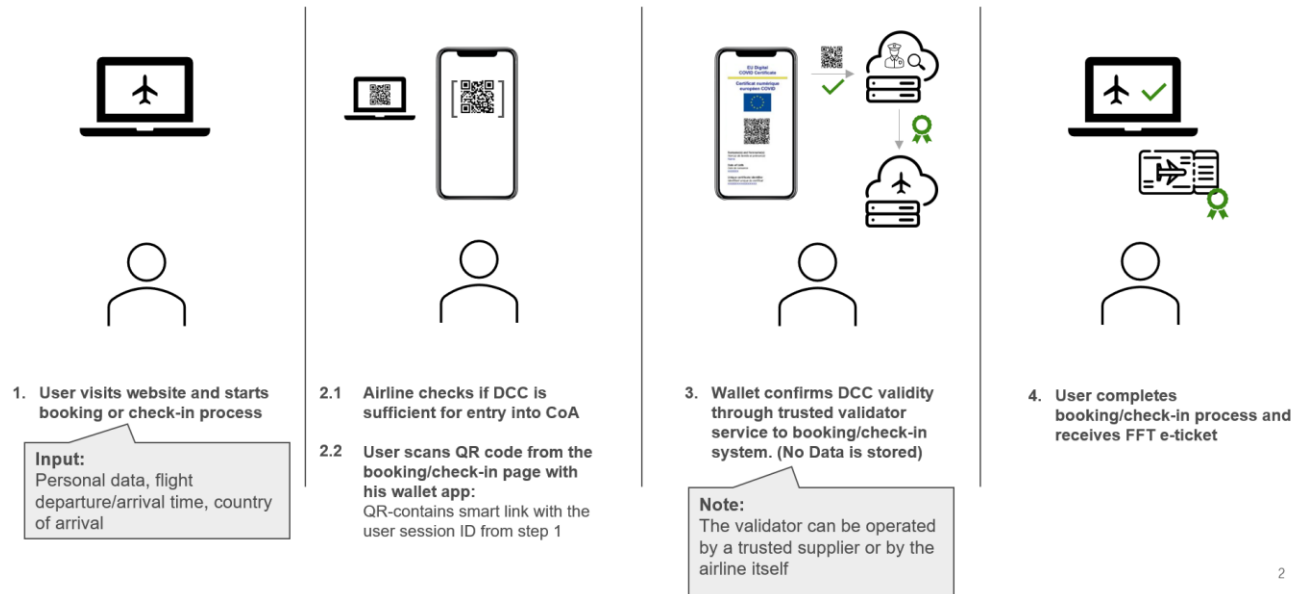 EU Digital
COVID Certificate
Certificat numérique
européen COVID
1. User visits website and starts
booking or check-in process
Input:
Personal data, flight
departure/arrival time, country
of arrival
2.1 Airline checks if DCC is
sufficient for entry into CoA
2.2 User scans QR code from the
booking/check-in page with
his wallet app:
QR-contains smart link with the
user session ID from step 1
3. Wallet confirms DCC validity
through trusted validator
service to booking/check-in
system. (No Data is stored)
Note:
The validator can be operated
by a trusted supplier or by the
airline itself
4. User completes
booking/check-in process and
receives FFT e-ticket
2